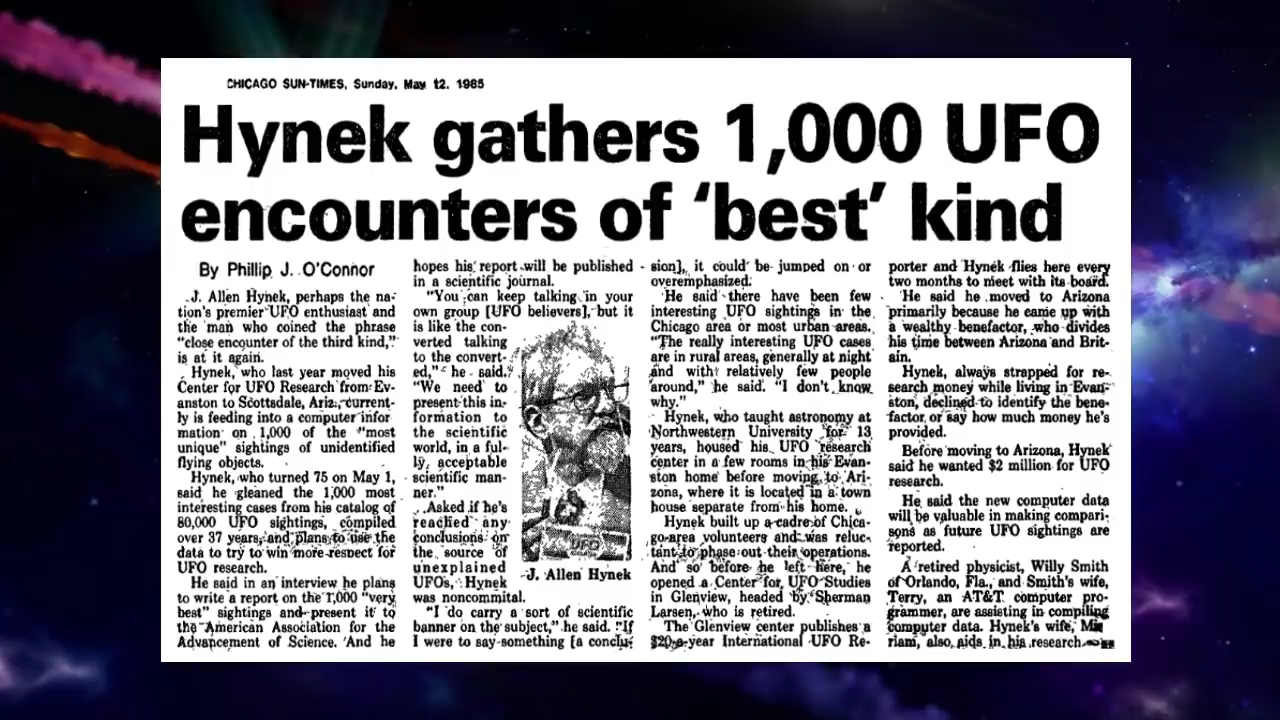 CHICAGO SUN-TIMES, Sunday, May 12, 1985
Hynek gathers 1,000 UFO
encounters of 'best' kind
By Phillip J. O'Connor
J. Allen Hynek, perhaps the na-
tion's premier UFO enthusiast and
the man who coined the phrase
"close encounter of the third kind,"
is at it again.
Hynek, who last year moved his
Center for UFO Research from Ev-
anston to Scottsdale, Ariz., current-
ly is feeding into a computer infor
mation on 1,000 of the "most
unique" sightings of unidentified
flying objects.
Hynek, who turned 75 on May 1,
said he gleaned the 1,000 most
interesting cases from his catalog of
80,000 UFO sightings, compiled
over 37 years, and plans to use the
data to try to win more respect for
UFO research.
He said in an interview he plans
to write a report on the 1,000 "very
best" sightings and present it to
the American Association for the
Advancement of Science. And he
hopes his report will be published
in a scientific journal.
"You can keep talking in your
own group [UFO believers], but it
is like the con-
verted talking
to the convert-
ed," he said.
"We need to
present this in-
formation to
the scientific
world, in a ful-
ly acceptable
scientific man-
ner."
Asked if he's
reached any
conclusions on
the source of
unexplained
UFOs, Hynek
was noncommital.
"I do carry a sort of scientific
banner on the subject," he said. "If
I were to say something [a conclu-
UFO
J. Allen Hynek
sion], it could be jumped on or
overemphasized.
He said there have been few
interesting UFO sightings in the
Chicago area or most urban areas.
"The really interesting UFO cases
are in rural areas, generally at night
and with relatively few people
around," he said. "I don't know
why."
Hynek, who taught astronomy at
Northwestern University for 13
years, housed his UFO research
center in a few rooms in his Evan-
ston home before moving to Ari-
zona, where it is located in a town
house separate from his home.
Hynek built up a cadre of Chica-
go-area volunteers and was reluc-
tant to phase out their operations.
And so before he left here, he
opened a Center for UFO Studies
in Glenview, headed by Sherman
Larsen, who is retired.
The Glenview center publishes a
$20-a-year International UFO Re-
porter and Hynek flies here every
two months to meet with its board.
He said he moved to Arizona
primarily because he came up with
a wealthy benefactor, who divides
his time between Arizona and Brit-
ain.
Hynek, always strapped for re-
search money while living in Evan-
ston, declined to identify the bene-
factor or say how much money he's
provided.
Before moving to Arizona, Hynek
said he wanted $2 million for UFO
research.
He said the new computer data
will be valuable in making compari-
sons as future UFO sightings are
reported.
A retired physicist, Willy Smith
of Orlando, Fla., and Smith's wife,
Terry, an AT&T computer pro-
grammer, are assisting in compiling
computer data. Hynek's wife, Mi
riam, also aids in his research.